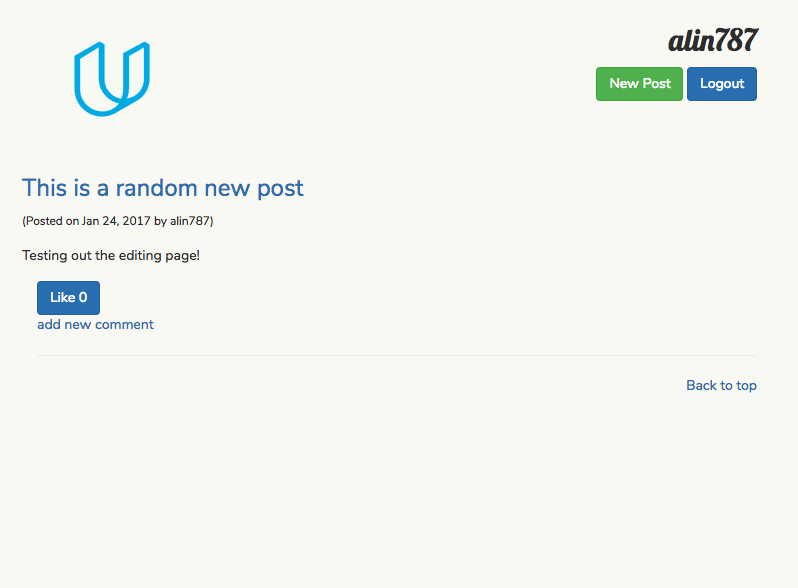 alin787
New Post Logout
This is a random new post
(Posted on Jan 24, 2017 by alin787)
Testing out the editing page!
Like 0
add new comment
Back to top